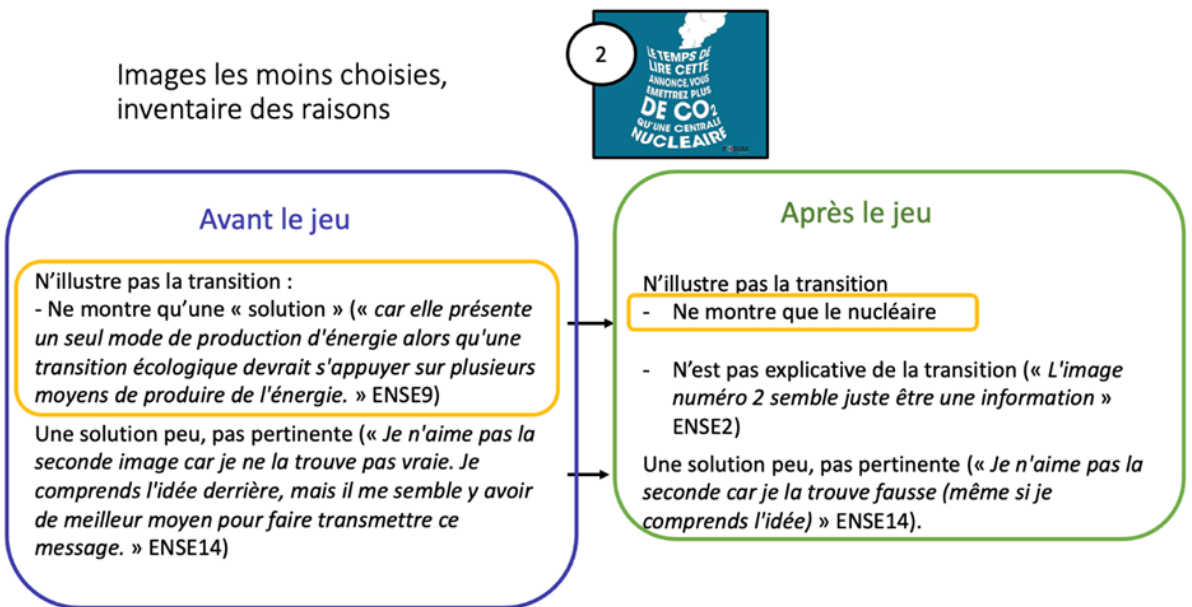 Images les moins choisies,
inventaire des raisons
2
LE TEMPS DE
LIRE CETTE
ANNONCE, VOUS
EMETTREZ PLUS
DE CO₂
QU'UNE CENTRALE
NUCLEAIRE
Avant le jeu
N'illustre pas la transition :
- Ne montre qu'une « solution » (« car elle présente
un seul mode de production d'énergie alors qu'une
transition écologique devrait s'appuyer sur plusieurs
moyens de produire de l'énergie. » ENSE9)
Une solution peu, pas pertinente (« Je n'aime pas la
seconde image car je ne la trouve pas vraie. Je
comprends l'idée derrière, mais il me semble y avoir
de meilleur moyen pour faire transmettre ce
message. » ENSE14)
Après le jeu
N'illustre pas la transition
- Ne montre que le nucléaire
- N'est pas explicative de la transition (« L'image
numéro 2 semble juste être une information »
ENSE2)
Une solution peu, pas pertinente (« Je n'aime pas la
seconde car je la trouve fausse (même si je
comprends l'idée) » ENSE14).